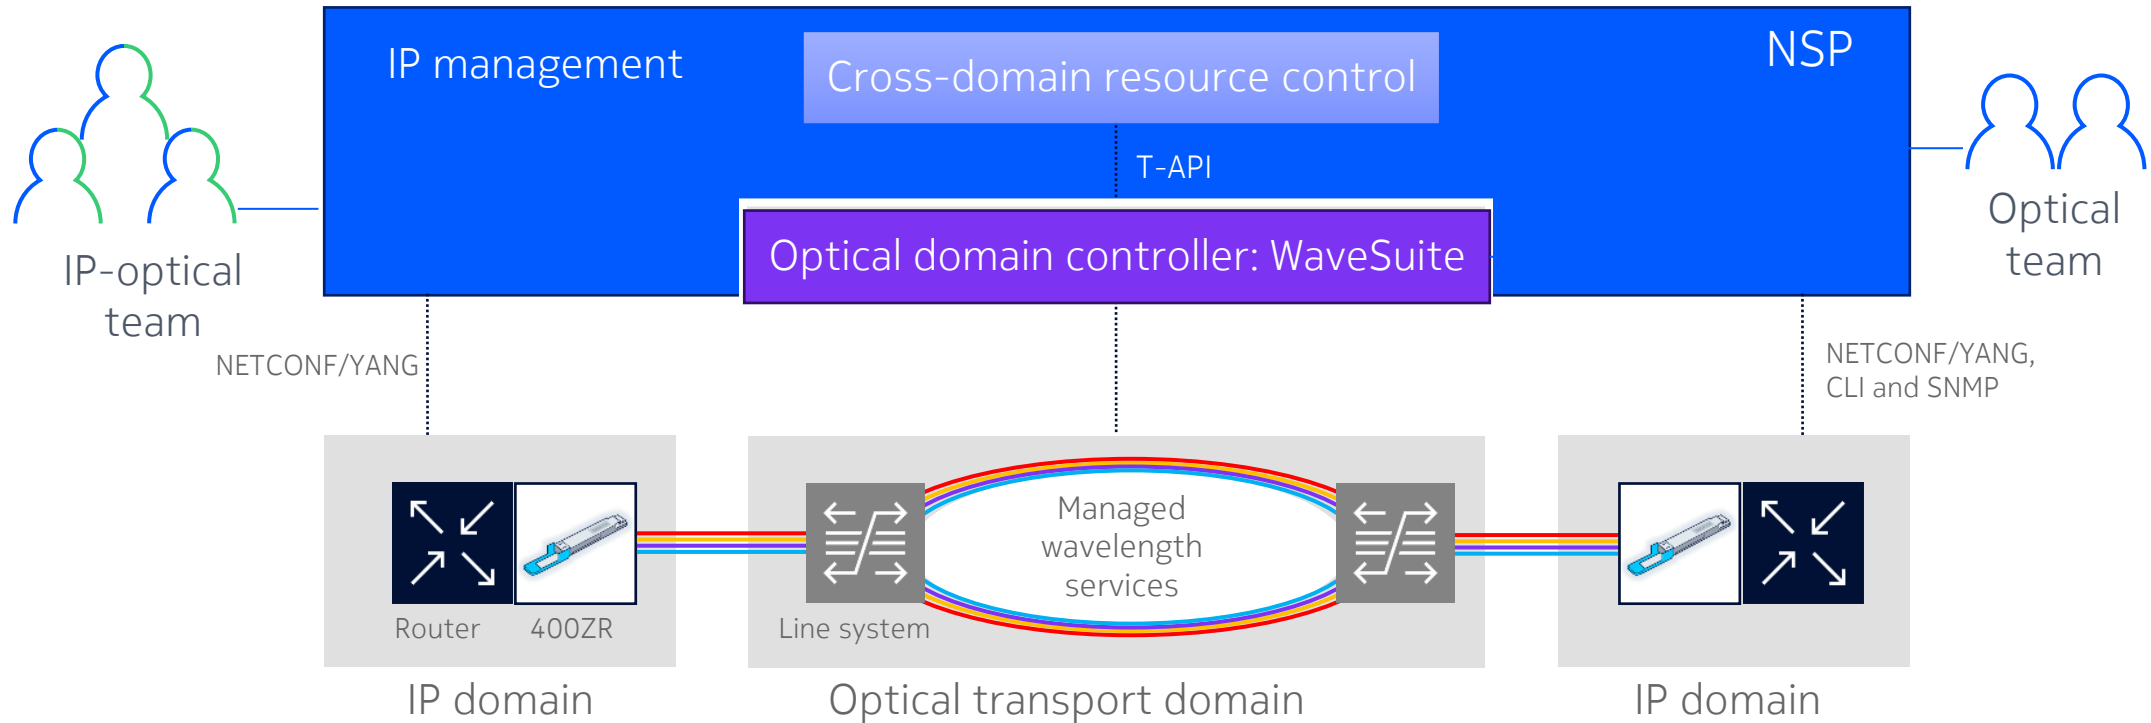 IP management
Cross-domain resource control
NSP
T-API
Optical domain controller: WaveSuite
IP-optical
team
Optical
team
NETCONF/YANG
NETCONF/YANG,
CLI and SNMP
Managed
wavelength
services
Router
400ZR
Line system
IP domain
Optical transport domain
IP domain